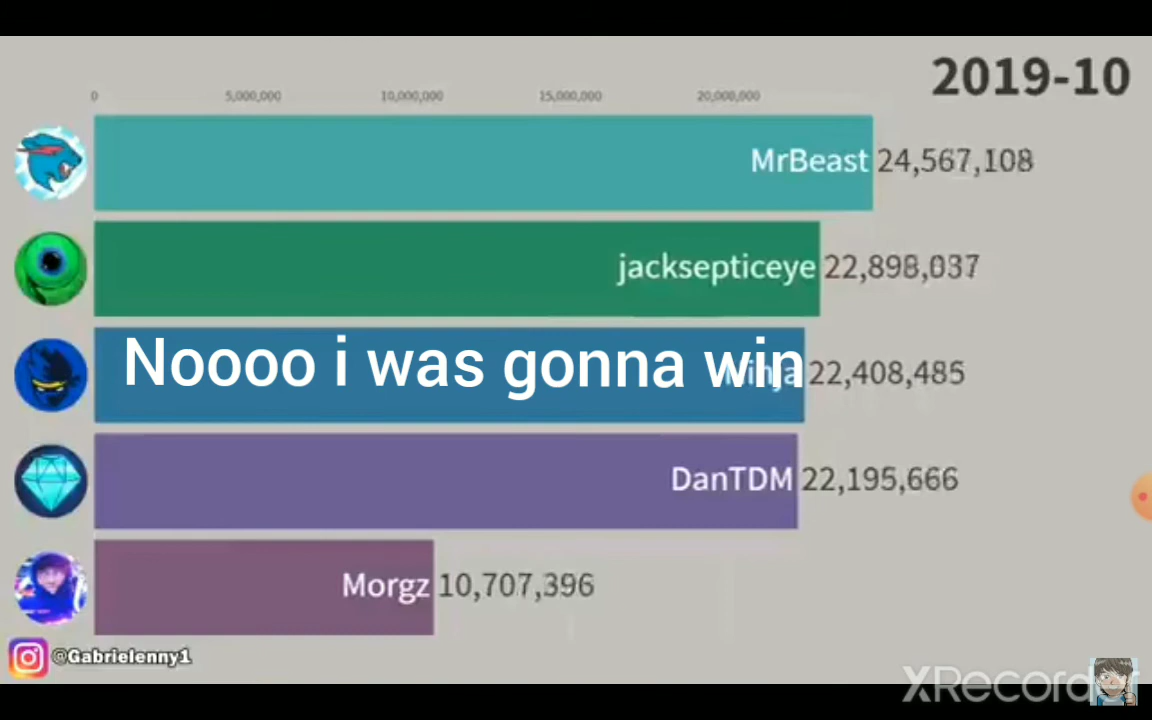 2019-10
0 5,000,000 10,000,000 15,000,000 20,000,000
MrBeast 24,567,108
jacksepticeye 22,898,037
Noooo i was gonna win
Ninja 22,408,485
DanTDM 22,195,666
Morgz 10,707,396
@Gabrielenny1
XRecorder